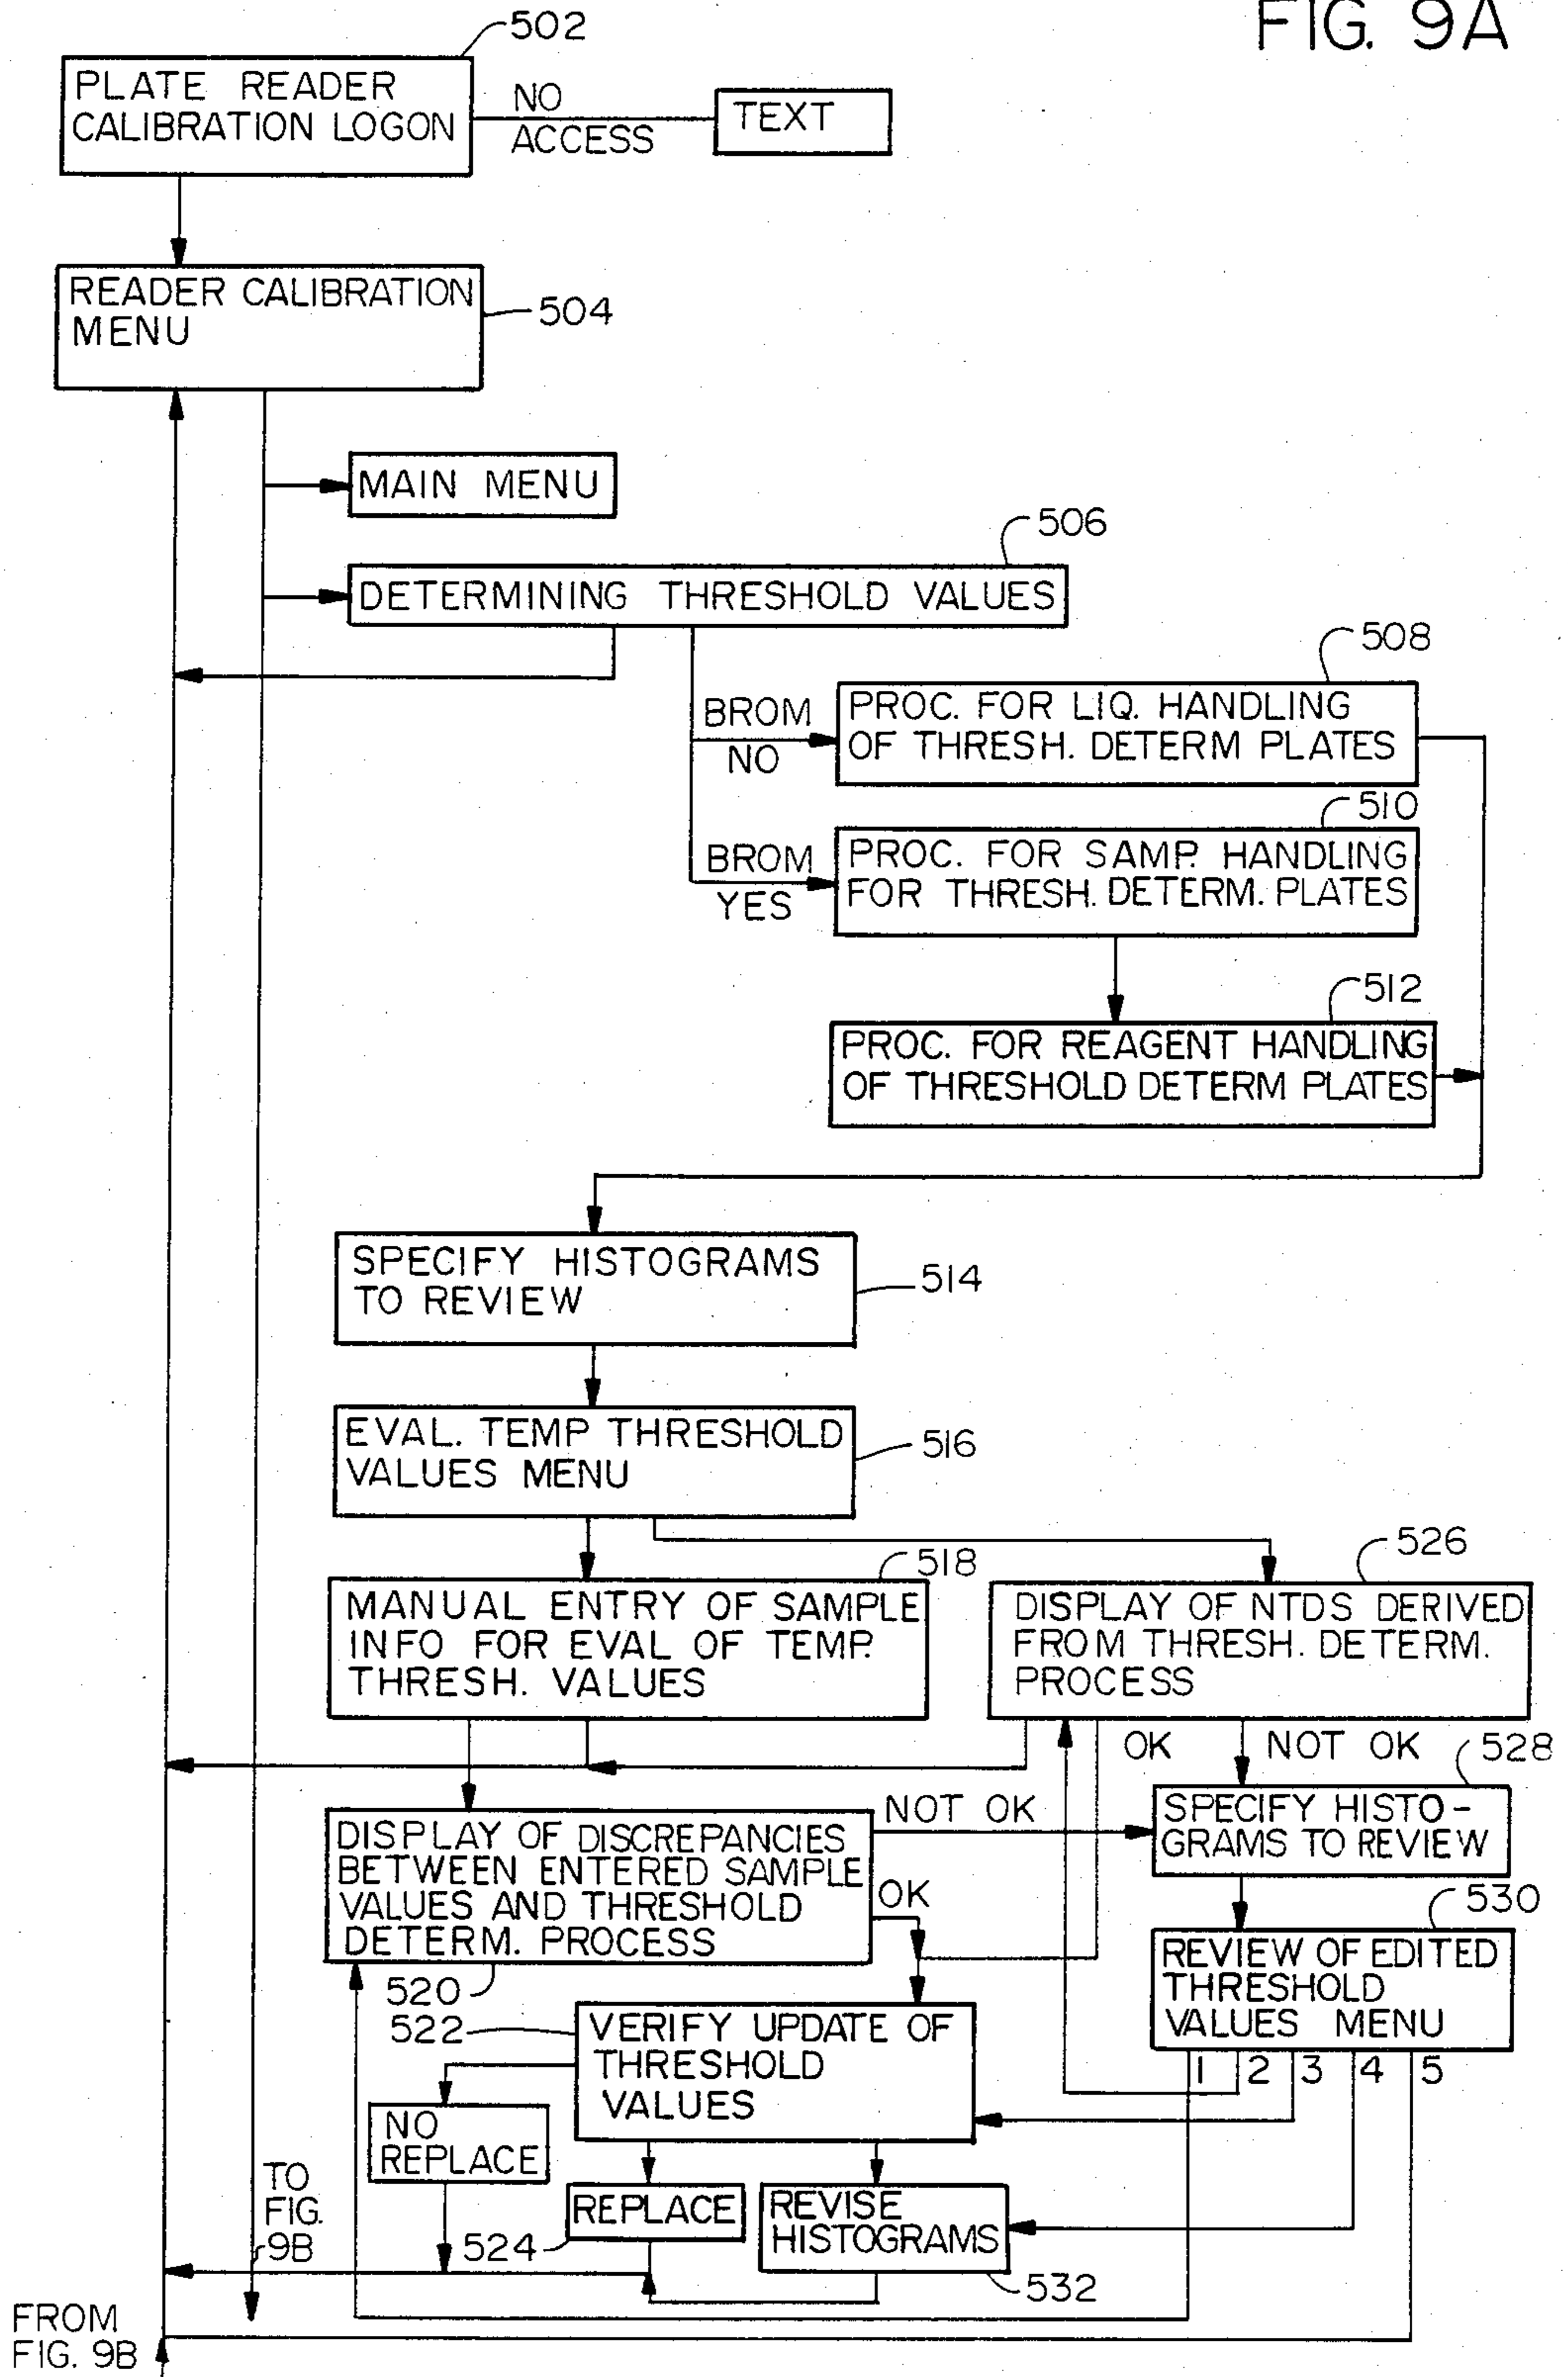 FIG. 9A
502
PLATE READER
CALIBRATION LOGON
NO
ACCESS
TEXT
READER CALIBRATION
MENU
504
MAIN MENU
506
DETERMINING THRESHOLD VALUES
508
BROM
NO
PROC. FOR LIQ. HANDLING
OF THRESH. DETERM PLATES
510
BROM
YES
PROC. FOR SAMP. HANDLING
FOR THRESH. DETERM. PLATES
512
PROC. FOR REAGENT HANDLING
OF THRESHOLD DETERM PLATES
SPECIFY HISTOGRAMS
TO REVIEW
514
EVAL. TEMP THRESHOLD
VALUES MENU
516
518
MANUAL ENTRY OF SAMPLE
INFO FOR EVAL OF TEMP.
THRESH. VALUES
526
DISPLAY OF NTDS DERIVED
FROM THRESH. DETERM.
PROCESS
OK
NOT OK
528
SPECIFY HISTO-
GRAMS TO REVIEW
NOT OK
DISPLAY OF DISCREPANCIES
BETWEEN ENTERED SAMPLE
VALUES AND THRESHOLD
DETERM. PROCESS
OK
520
530
REVIEW OF EDITED
THRESHOLD
VALUES MENU
1 2 3 4 5
522
VERIFY UPDATE OF
THRESHOLD
VALUES
NO
REPLACE
REPLACE
524
REVISE
HISTOGRAMS
532
TO
FIG.
9B
FROM
FIG. 9B